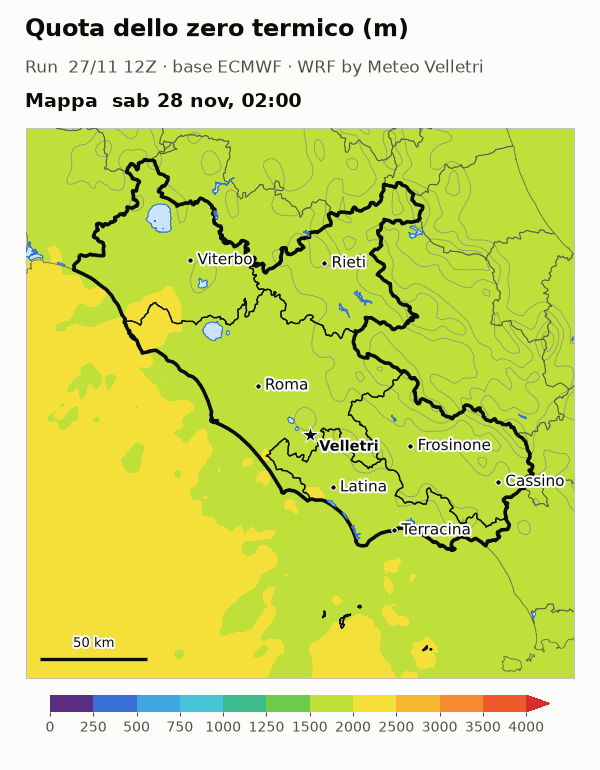 Quota dello zero termico (m)
Run  27/11 12Z · base ECMWF · WRF by Meteo Velletri
Mappa  sab 28 nov, 02:00
Viterbo
Rieti
Roma
Velletri
Frosinone
Latina
Cassino
Terracina
50 km
0 250 500 750 1000 1250 1500 2000 2500 3000 3500 4000